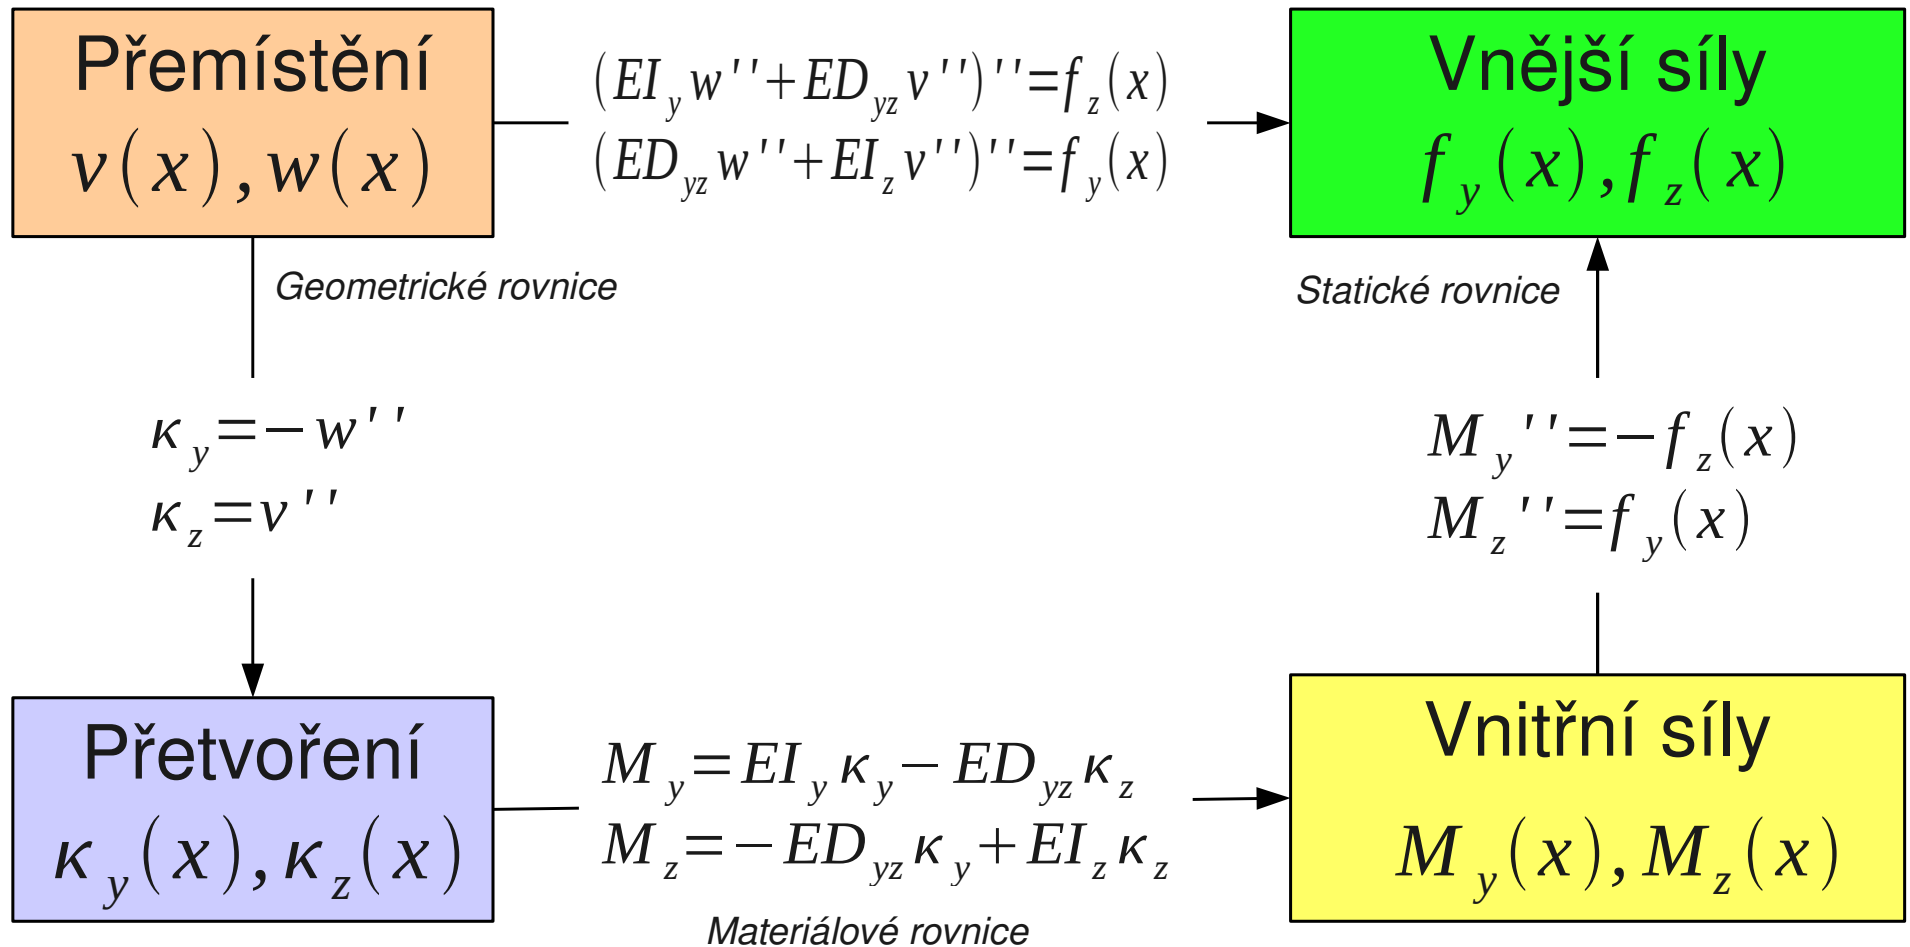 Přemístění
v(x),w(x)
(EI_y w''+ED_yz v'')''=f_z(x)
(ED_yz w''+EI_z v'')''=f_y(x)
Vnější síly
f_y(x),f_z(x)
Geometrické rovnice
Statické rovnice
κ_y=−w''
κ_z=v''
M_y''=−f_z(x)
M_z''=f_y(x)
Přetvoření
κ_y(x),κ_z(x)
M_y=EI_y κ_y−ED_yz κ_z
M_z=−ED_yz κ_y+EI_z κ_z
Materiálové rovnice
Vnitřní síly
M_y(x),M_z(x)